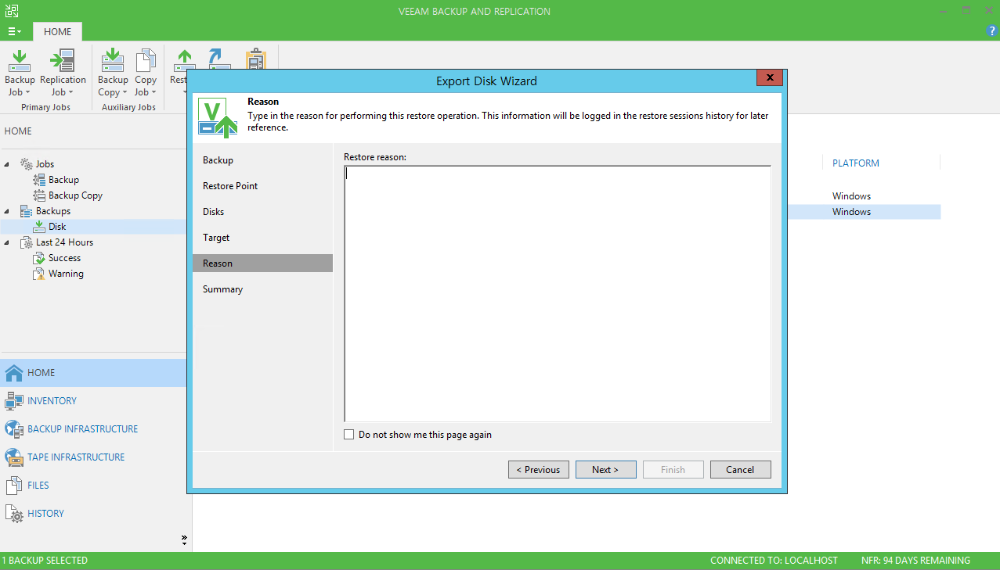 VEEAM BACKUP AND REPLICATION
HOME
?
Backup Job
Replication Job
Primary Jobs
Backup Copy
Copy Job
Auxiliary Jobs
Rest
Export Disk Wizard
x
V
Reason
Type in the reason for performing this restore operation. This information will be logged in the restore sessions history for later
reference.
Backup
Restore Point
Disks
Target
Reason
Summary
Restore reason:
Do not show me this page again
< Previous
Next >
Finish
Cancel
HOME
Jobs
Backup
Backup Copy
Backups
Disk
Last 24 Hours
Success
Warning
PLATFORM
Windows
Windows
HOME
INVENTORY
BACKUP INFRASTRUCTURE
TAPE INFRASTRUCTURE
FILES
HISTORY
1 BACKUP SELECTED
CONNECTED TO: LOCALHOST
NFR: 94 DAYS REMAINING